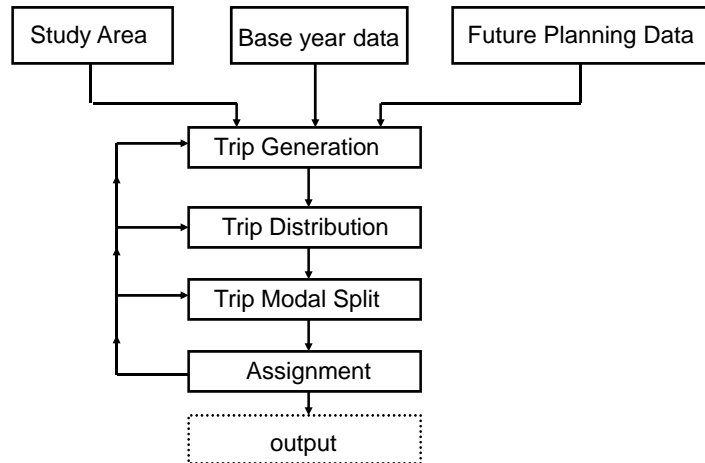 Study Area
Base year data
Future Planning Data
Trip Generation
Trip Distribution
Trip Modal Split
Assignment
output